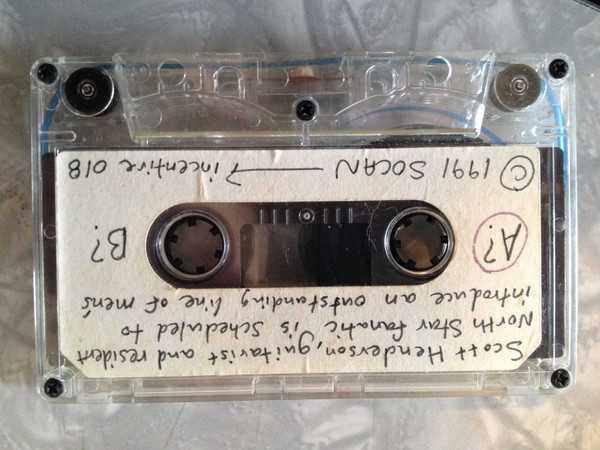 Scott Henderson, guitarist and resident
North Star fanatic is scheduled to
introduce an outstanding line of men's
A? B?
© 1991 SOCAN → incentive 018